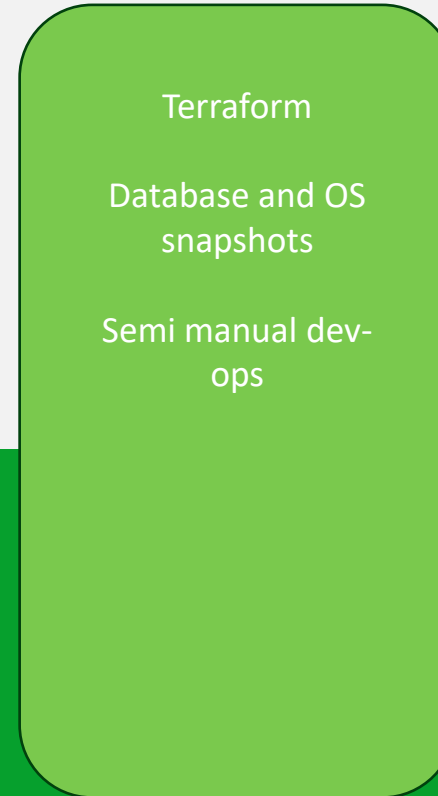 Terraform
Database and OS
snapshots
Semi manual dev-
ops